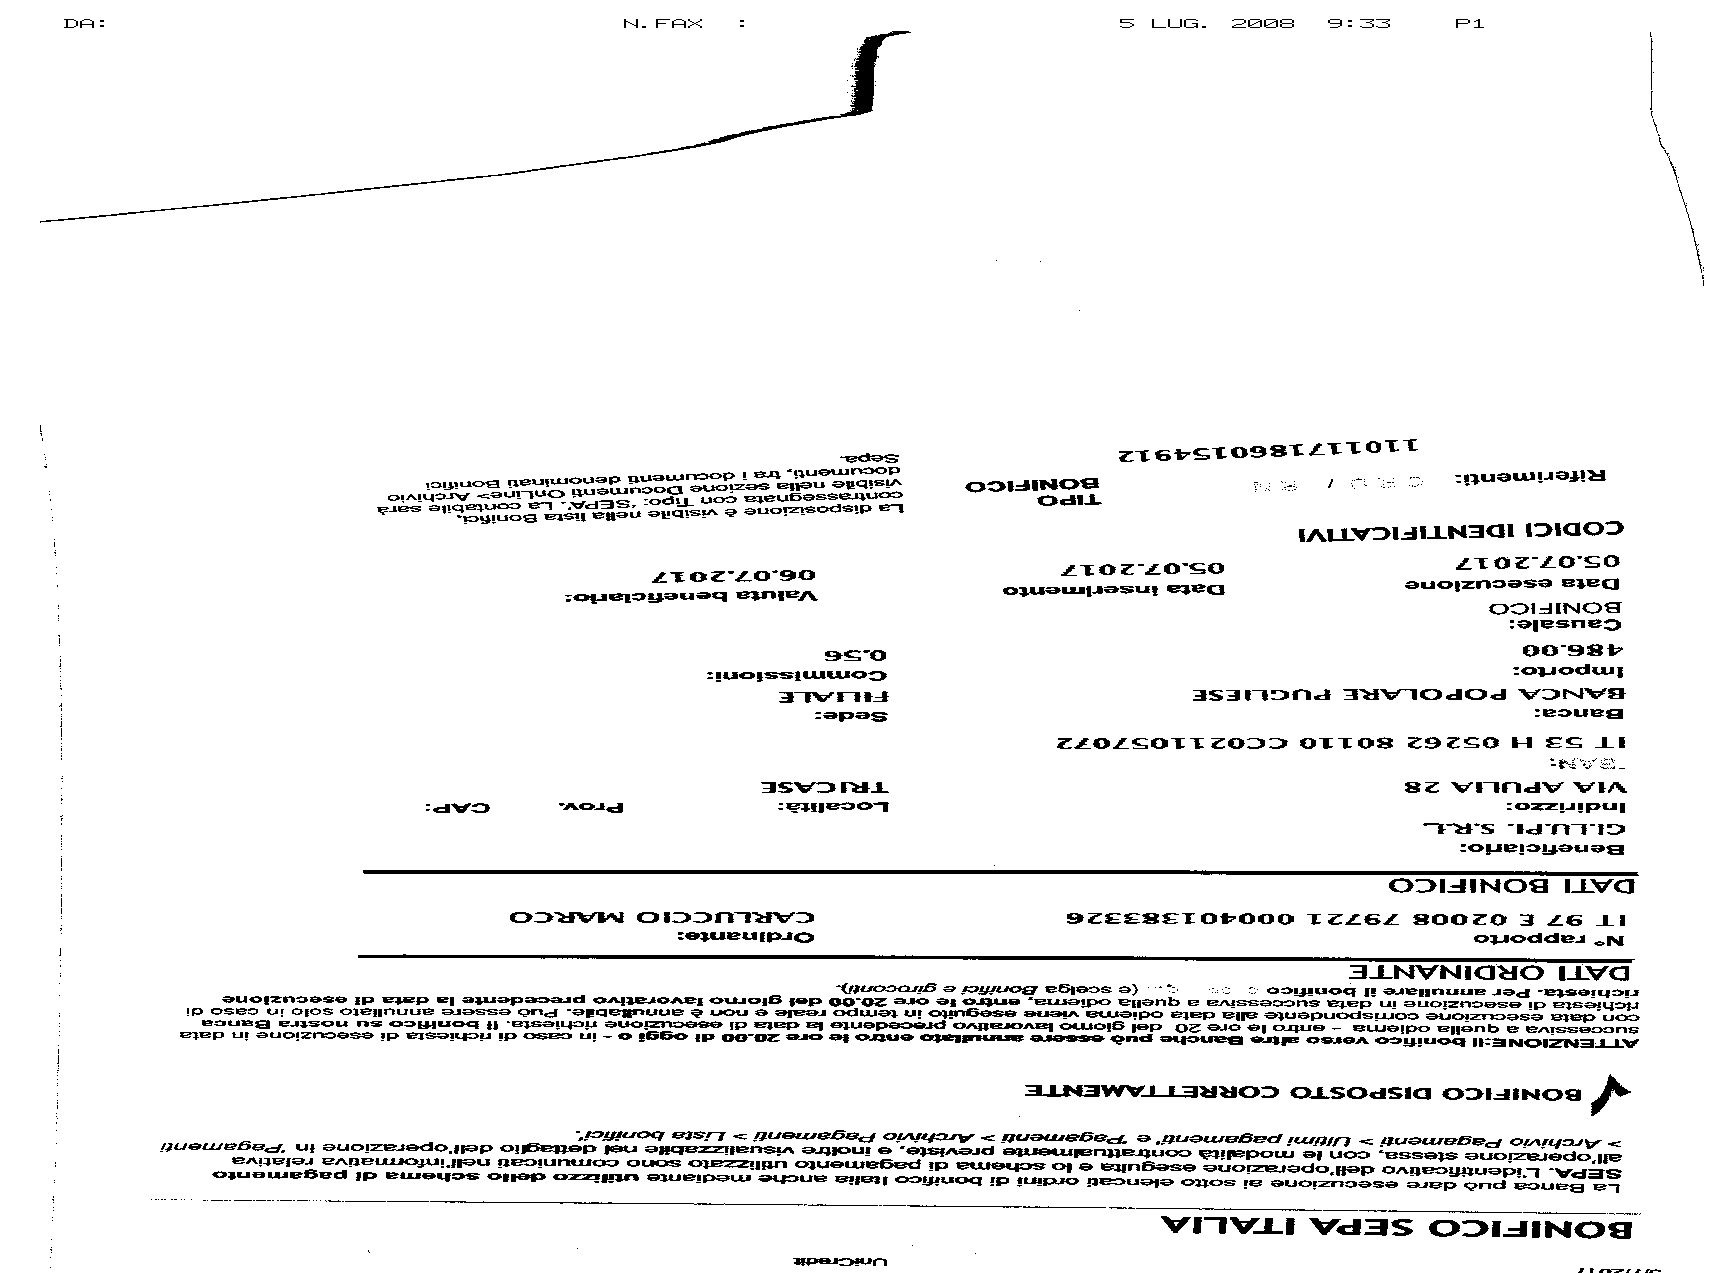 DA: N.FAX : 5 LUG. 2008 9:33 P1
UniCredit
BONIFICO SEPA ITALIA
La Banca può dare esecuzione ai sotto elencati ordini di bonifico Italia anche mediante utilizzo dello schema di pagamento
SEPA. L'identificativo dell'operazione eseguita e lo schema di pagamento utilizzato sono comunicati nell'informativa relativa
all'operazione stessa, con le modalità contrattualmente previste, e inoltre visualizzabile nel dettaglio dell'operazione in 'Pagamenti
> Archivio Pagamenti > Ultimi pagamenti' e 'Pagamenti > Archivio Pagamenti > Lista bonifici'.
BONIFICO DISPOSTO CORRETTAMENTE
ATTENZIONE:Il bonifico verso altre Banche può essere annullato entro le ore 20.00 di oggi o - in caso di richiesta di esecuzione in data
successiva a quella odierna - entro le ore 20 del giorno lavorativo precedente la data di esecuzione richiesta. Il bonifico su nostra Banca
con data esecuzione corrispondente alla data odierna viene eseguito in tempo reale e non è annullabile. Può essere annullato solo in caso di
richiesta di esecuzione in data successiva a quella odierna, entro le ore 20.00 del giorno lavorativo precedente la data di esecuzione
richiesta. Per annullare il bonifico (e scelga Bonifici e giroconti).
DATI ORDINANTE
N° rapporto Ordinante:
IT 97 E 02008 79721 000401383326 CARLUCCIO MARCO
DATI BONIFICO
Beneficiario:
GI.LU.PI. S.R.L.
Indirizzo: Località: Prov. CAP:
VIA APULIA 28 TRICASE
IBAN:
IT 53 H 05262 80110 CC0211057072
Banca: Sede:
BANCA POPOLARE PUGLIESE FILIALE
Importo: Commissioni:
486.00 0.56
Causale:
BONIFICO
Data esecuzione Data inserimento Valuta beneficiario:
05.07.2017 05.07.2017 06.07.2017
CODICI IDENTIFICATIVI
Riferimenti: C R O / R N
1101171860154912
TIPO
BONIFICO
La disposizione è visibile nella lista Bonifici,
contrassegnata con Tipo: 'SEPA'. La contabile sarà
visibile nella sezione Documenti OnLine> Archivio
documenti, tra i documenti denominati Bonifici
Sepa.